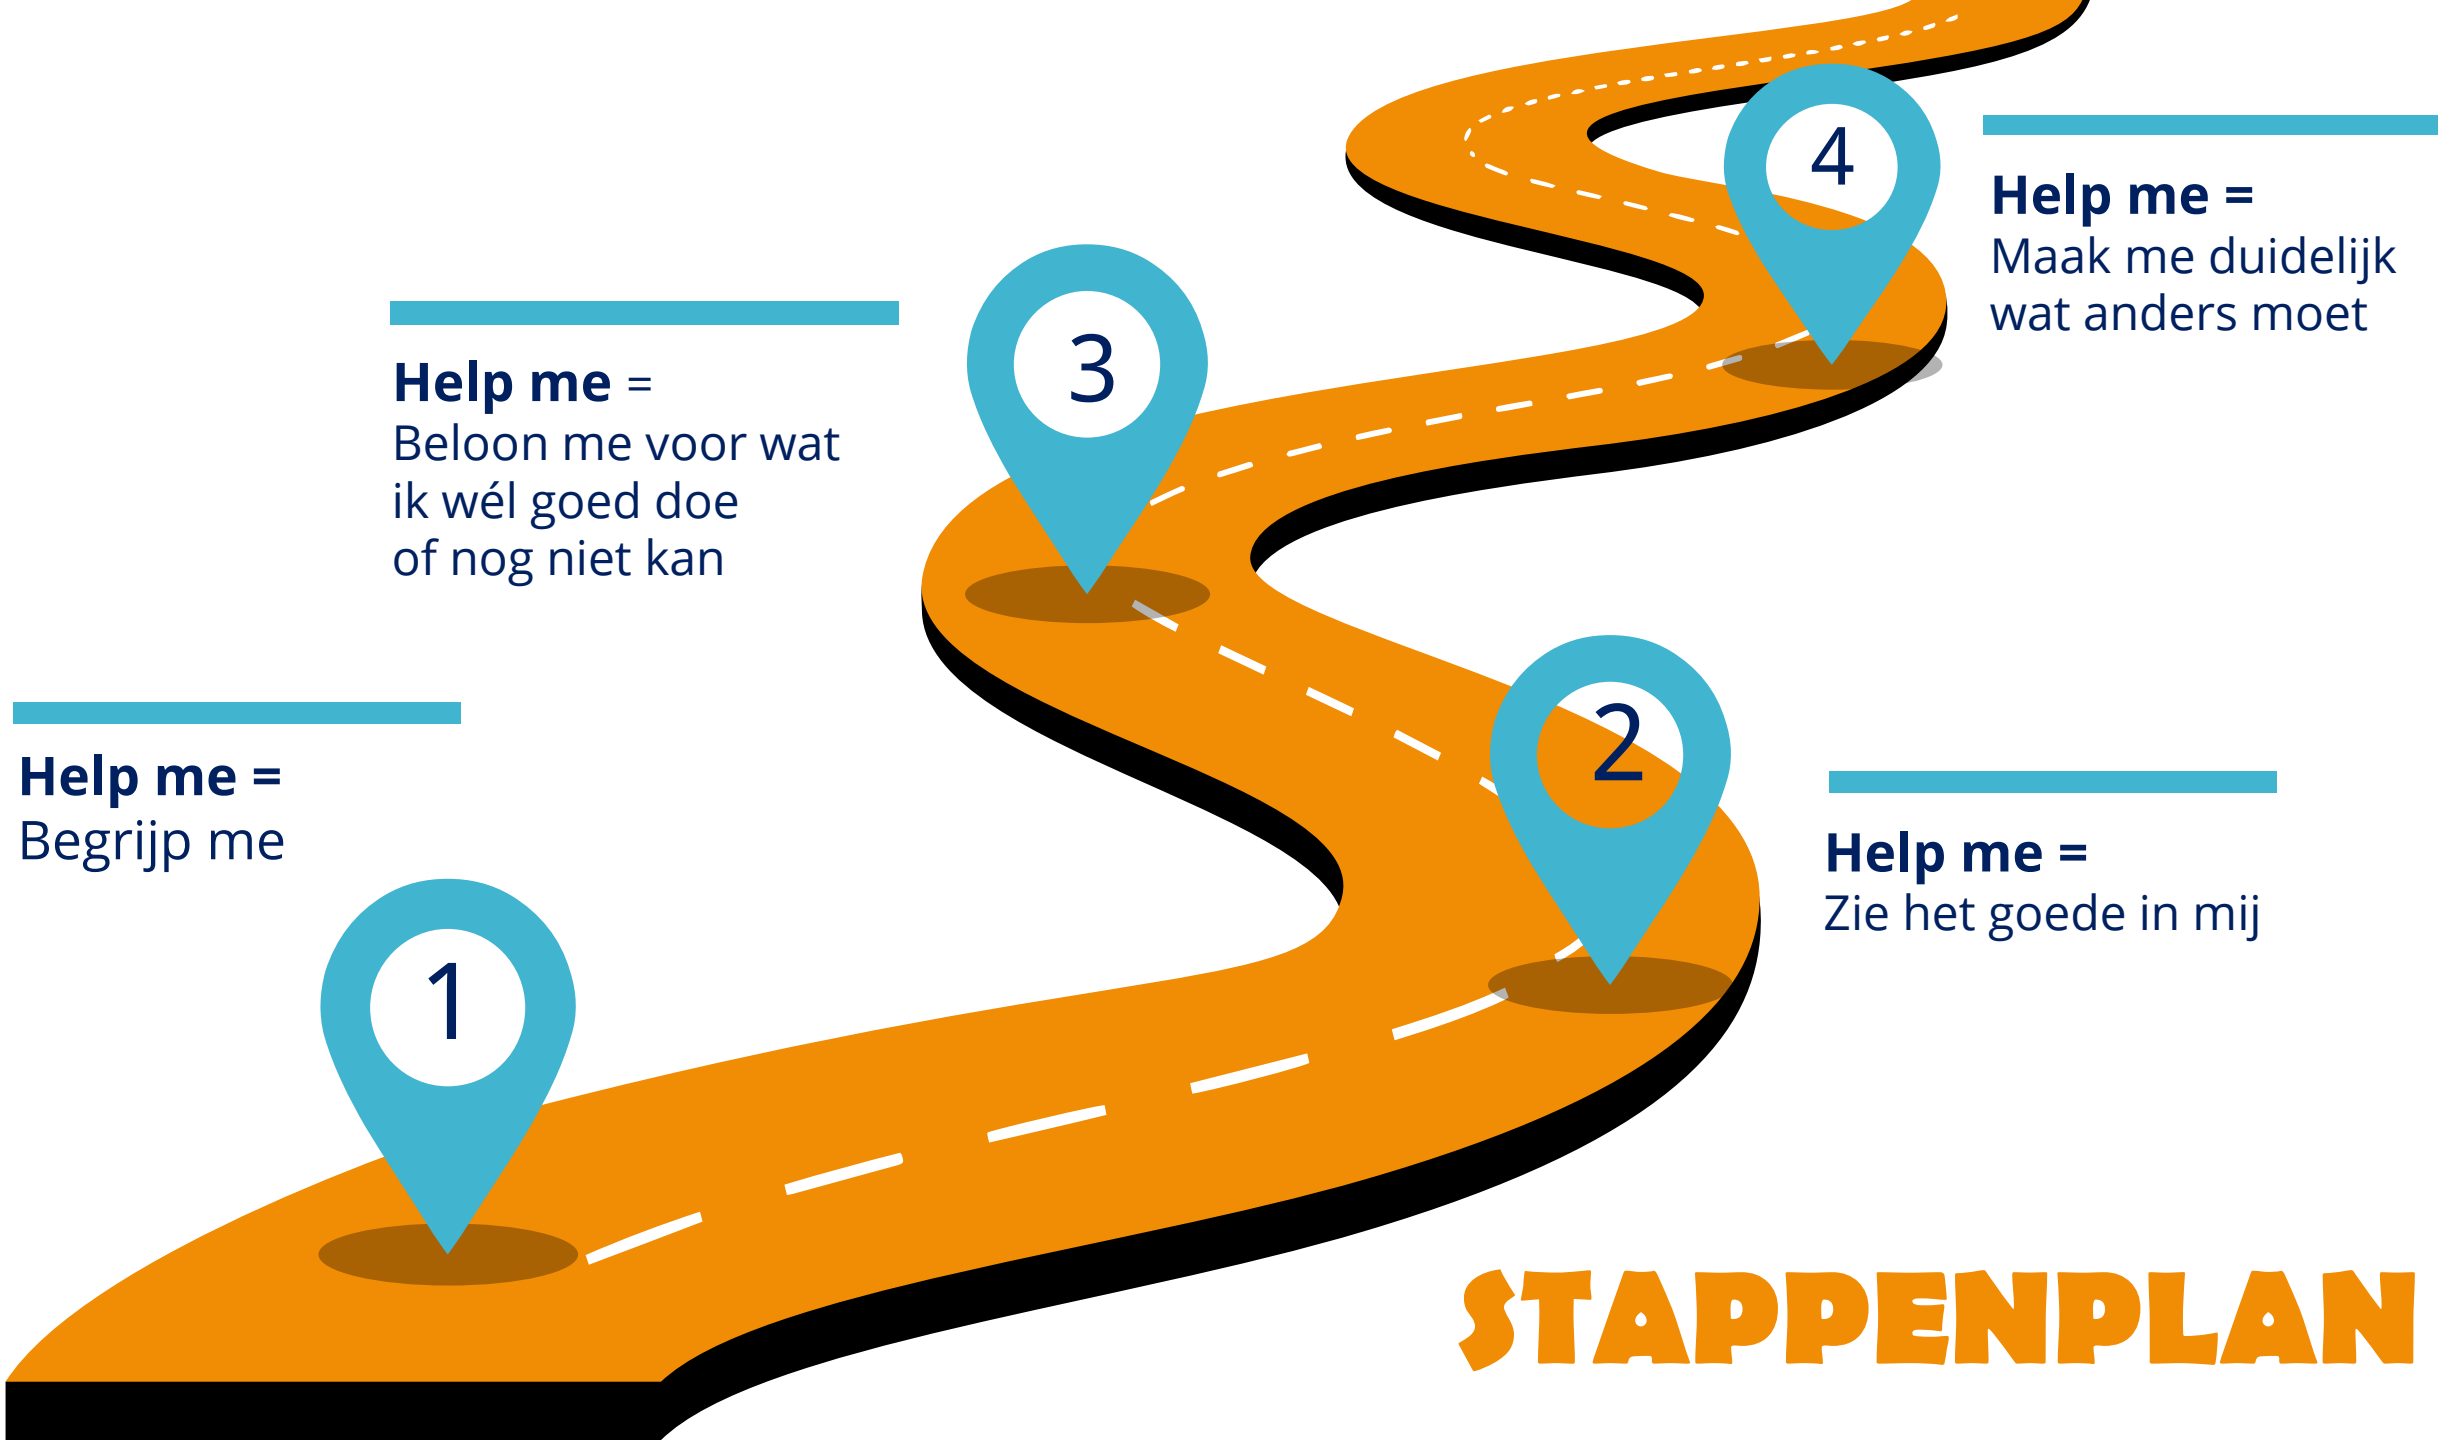 1
Help me =
Begrijp me
2
Help me =
Zie het goede in mij
3
Help me =
Beloon me voor wat
ik wél goed doe
of nog niet kan
4
Help me =
Maak me duidelijk
wat anders moet
STAPPENPLAN